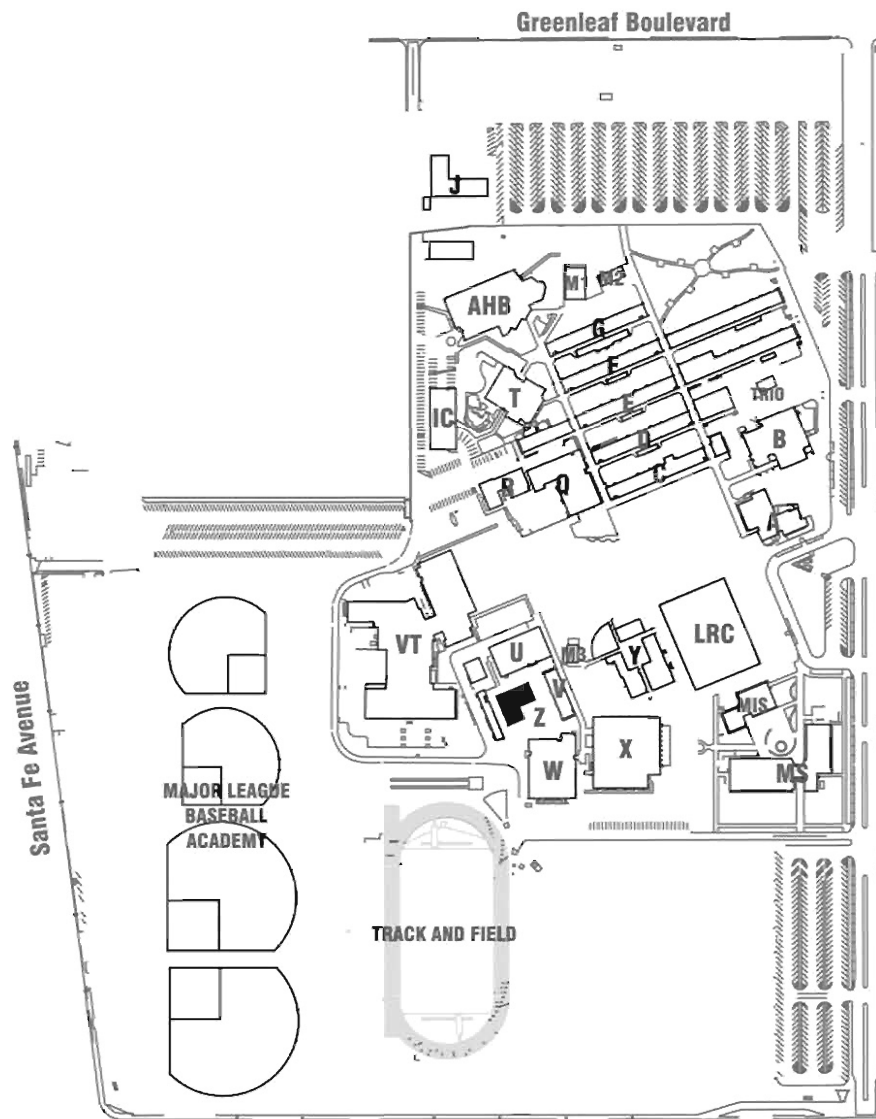 Greenleaf Boulevard
J
M1
M2
AHB
G
F
T
E
TRIO
IC
D
B
C
R
Q
A
VT
U
M3
Y
LRC
V
MIS
Z
X
W
MS
Santa Fe Avenue
MAJOR LEAGUE
BASEBALL
ACADEMY
TRACK AND FIELD